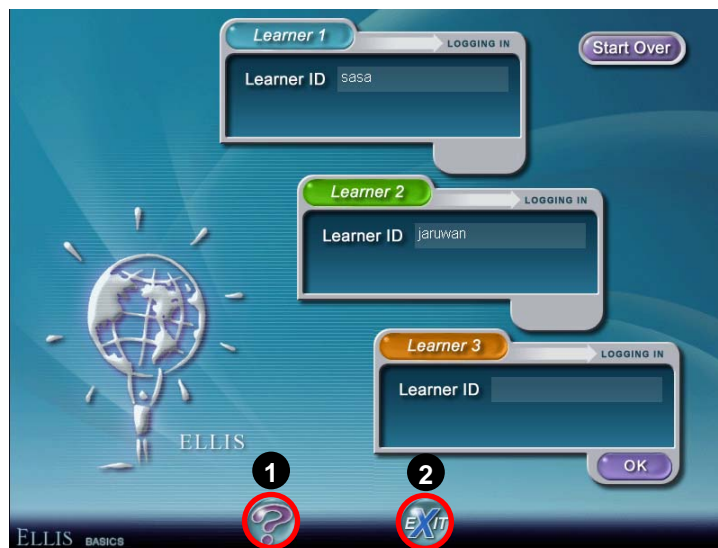 Learner 1
LOGGING IN
Start Over
Learner ID sasa
Learner 2
LOGGING IN
Learner ID jaruwan
Learner 3
LOGGING IN
Learner ID
OK
ELLIS
1
2
?
EXIT
ELLIS BASICS